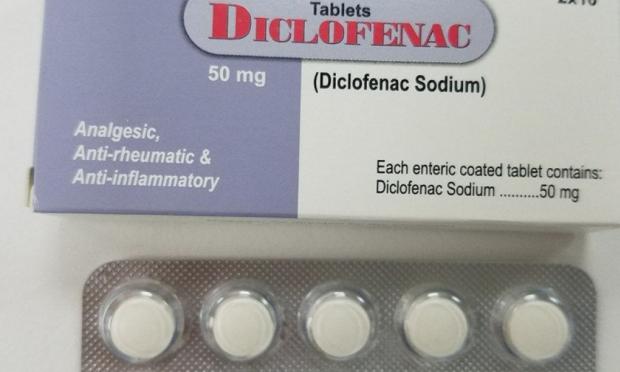 Tablets
DICLOFENAC
50 mg
(Diclofenac Sodium)
Analgesic,
Anti-rheumatic &
Anti-inflammatory
Each enteric coated tablet contains:
Diclofenac Sodium ..........50 mg